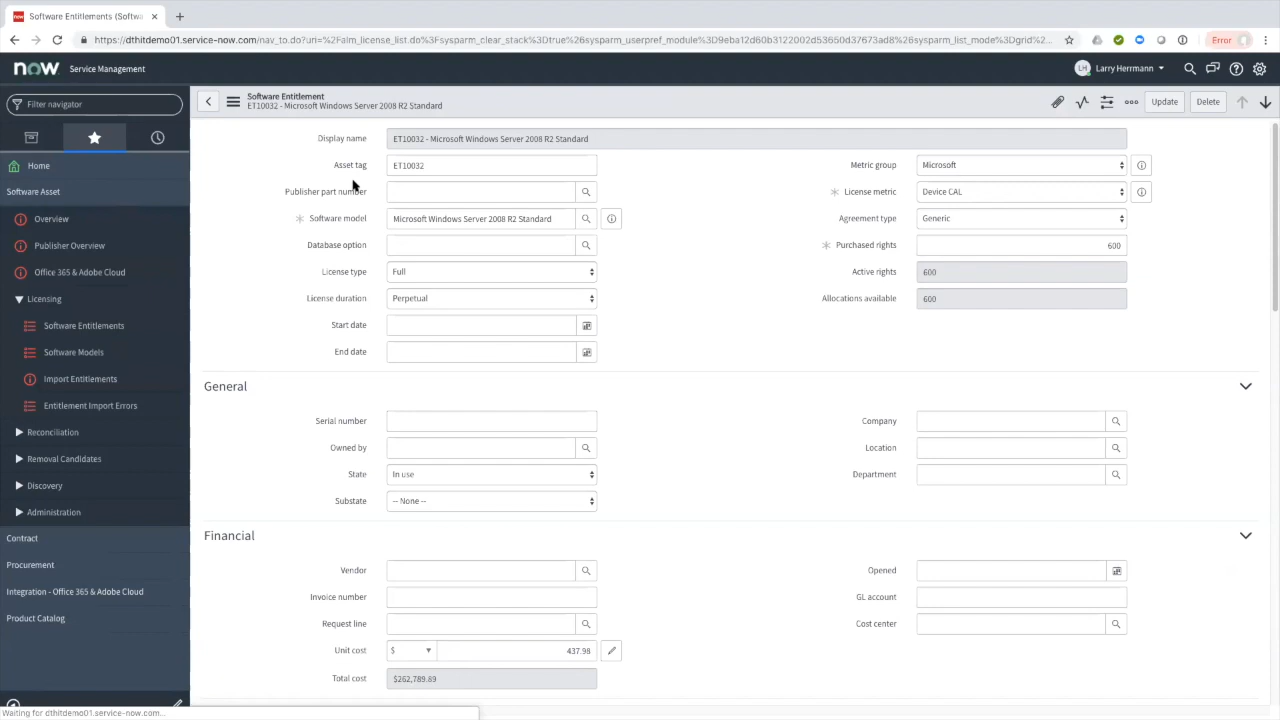 Software Entitlements (Softwa
https://dthitdemo01.service-now.com/nav_to.do?uri=%2Falm_license_list.do%3Fsysparm_clear_stack%3Dtrue%26sysparm_userpref_module%3D9eba12d60b3122002d53650d37673ad8%26sysparm_list_mode%3Dgrid%2...
Error
now Service Management
LH Larry Herrmann
Filter navigator
Software Entitlement
ET10032 - Microsoft Windows Server 2008 R2 Standard
Update
Delete
Home
Software Asset
Overview
Publisher Overview
Office 365 & Adobe Cloud
Licensing
Software Entitlements
Software Models
Import Entitlements
Entitlement Import Errors
Reconciliation
Removal Candidates
Discovery
Administration
Contract
Procurement
Integration - Office 365 & Adobe Cloud
Product Catalog
Display name ET10032 - Microsoft Windows Server 2008 R2 Standard
Asset tag ET10032
Metric group Microsoft
Publisher part number
License metric Device CAL
Software model Microsoft Windows Server 2008 R2 Standard
Agreement type Generic
Database option
Purchased rights 600
License type Full
Active rights 600
License duration Perpetual
Allocations available 600
Start date
End date
General
Serial number
Company
Owned by
Location
State In use
Department
Substate -- None --
Financial
Vendor
Opened
Invoice number
GL account
Request line
Cost center
Unit cost $ 437.98
Total cost $262,789.89
Waiting for dthitdemo01.service-now.com...